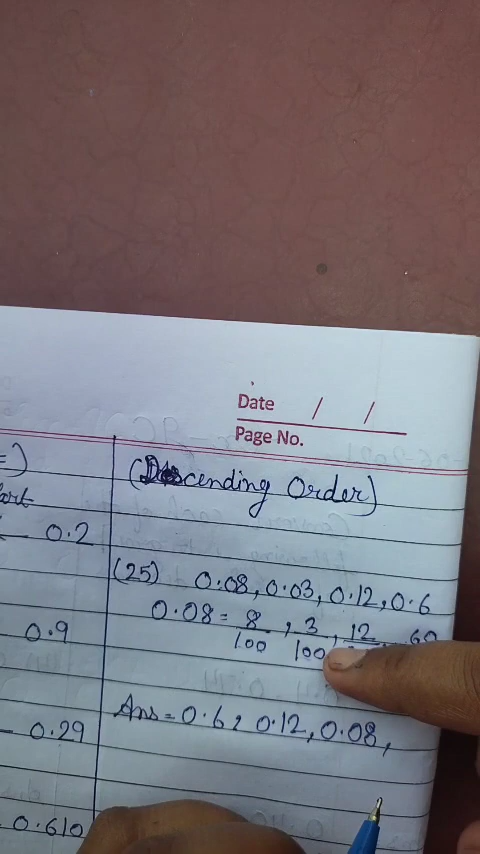 Date / /
Page No.
(Descending Order)
0.2
(25) 0.08, 0.03, 0.12, 0.6
0.08 = 8/100, 3/100, 12 60
0.9
Ans = 0.6, 0.12, 0.08,
0.29
0.610